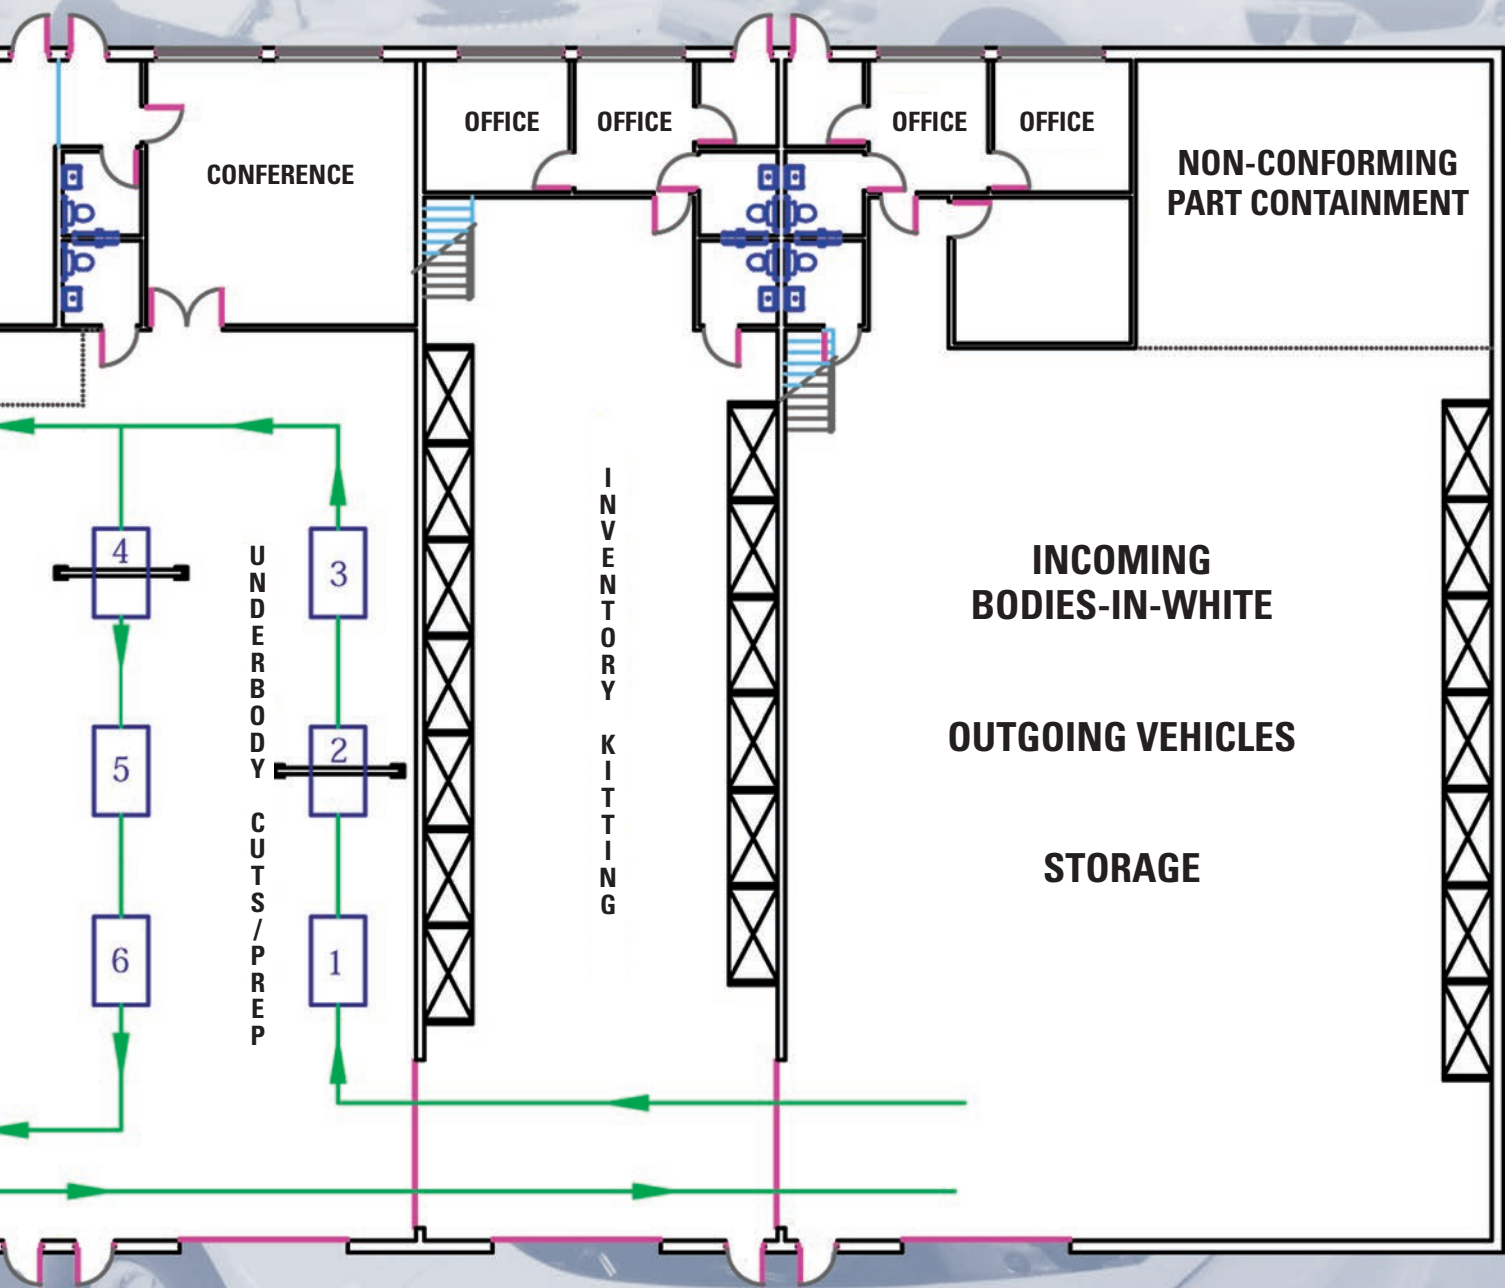 OFFICE
OFFICE
OFFICE
OFFICE
CONFERENCE
NON-CONFORMING
PART CONTAINMENT
4
5
6
UNDERBODY CUTS/PREP
3
2
1
INVENTORY KITTING
INCOMING
BODIES-IN-WHITE
OUTGOING VEHICLES
STORAGE